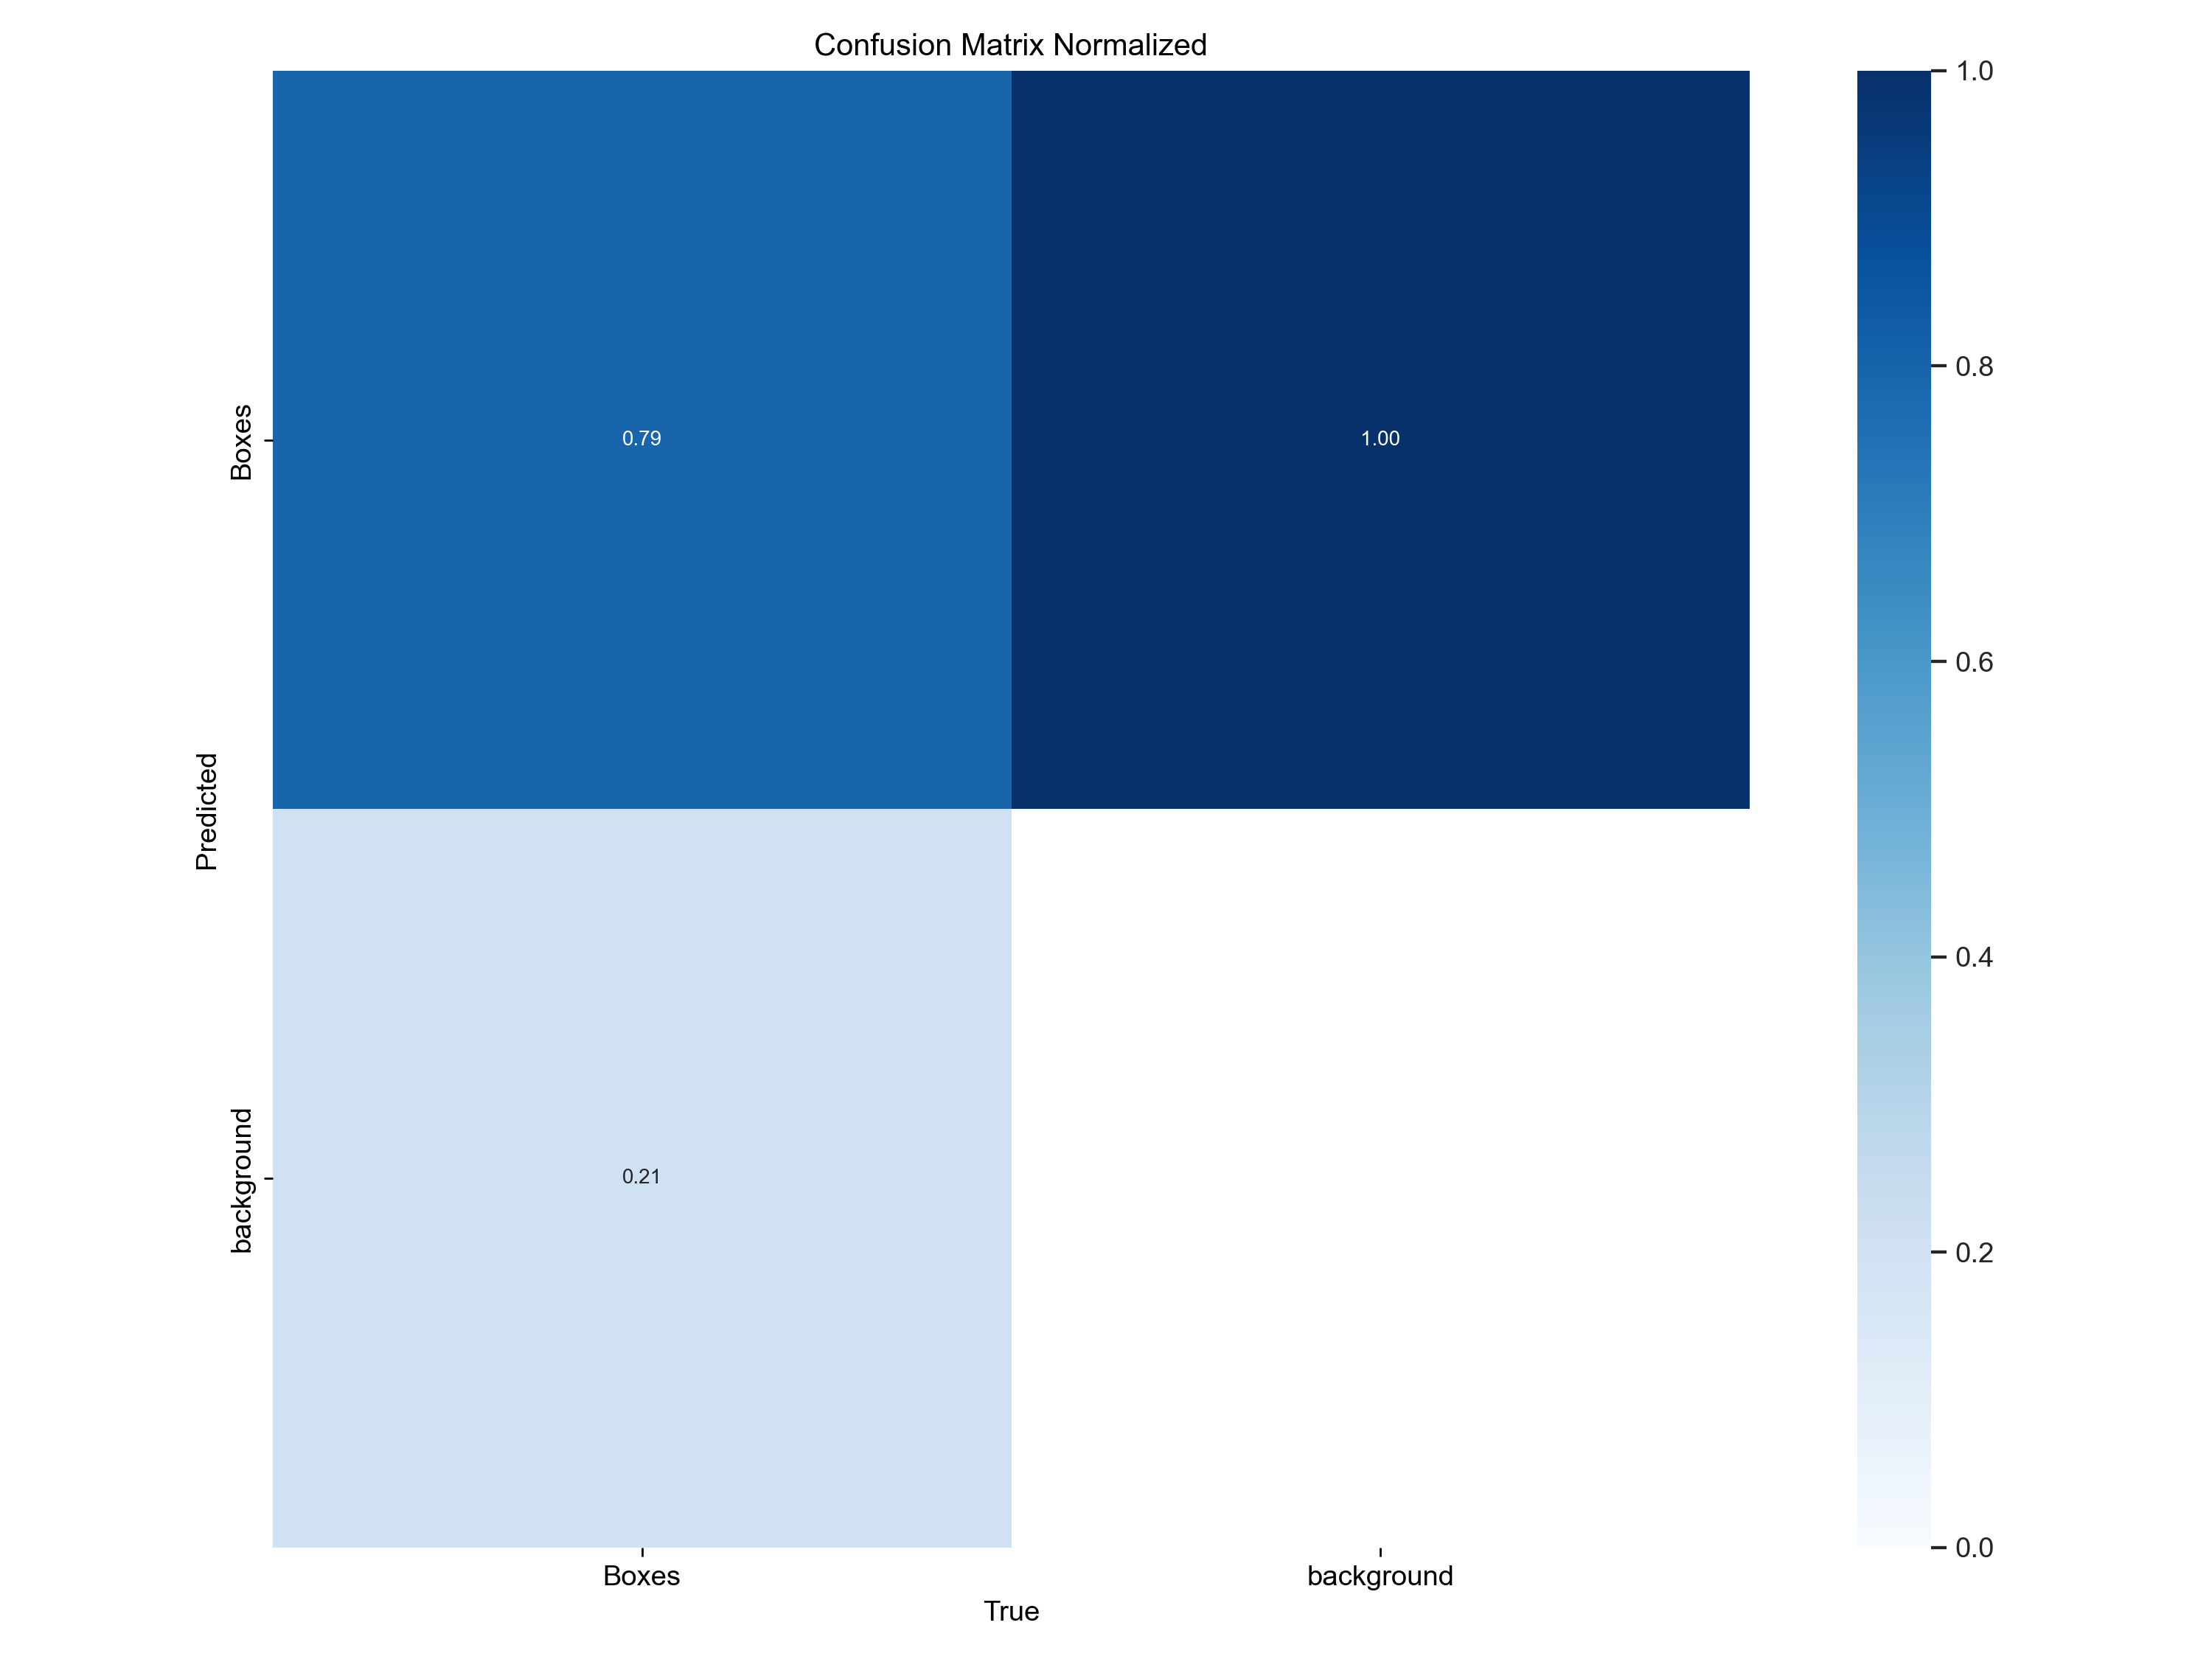 Confusion Matrix Normalized
Predicted
Boxes
background
0.79
1.00
0.21
Boxes
background
True
1.0
0.8
0.6
0.4
0.2
0.0